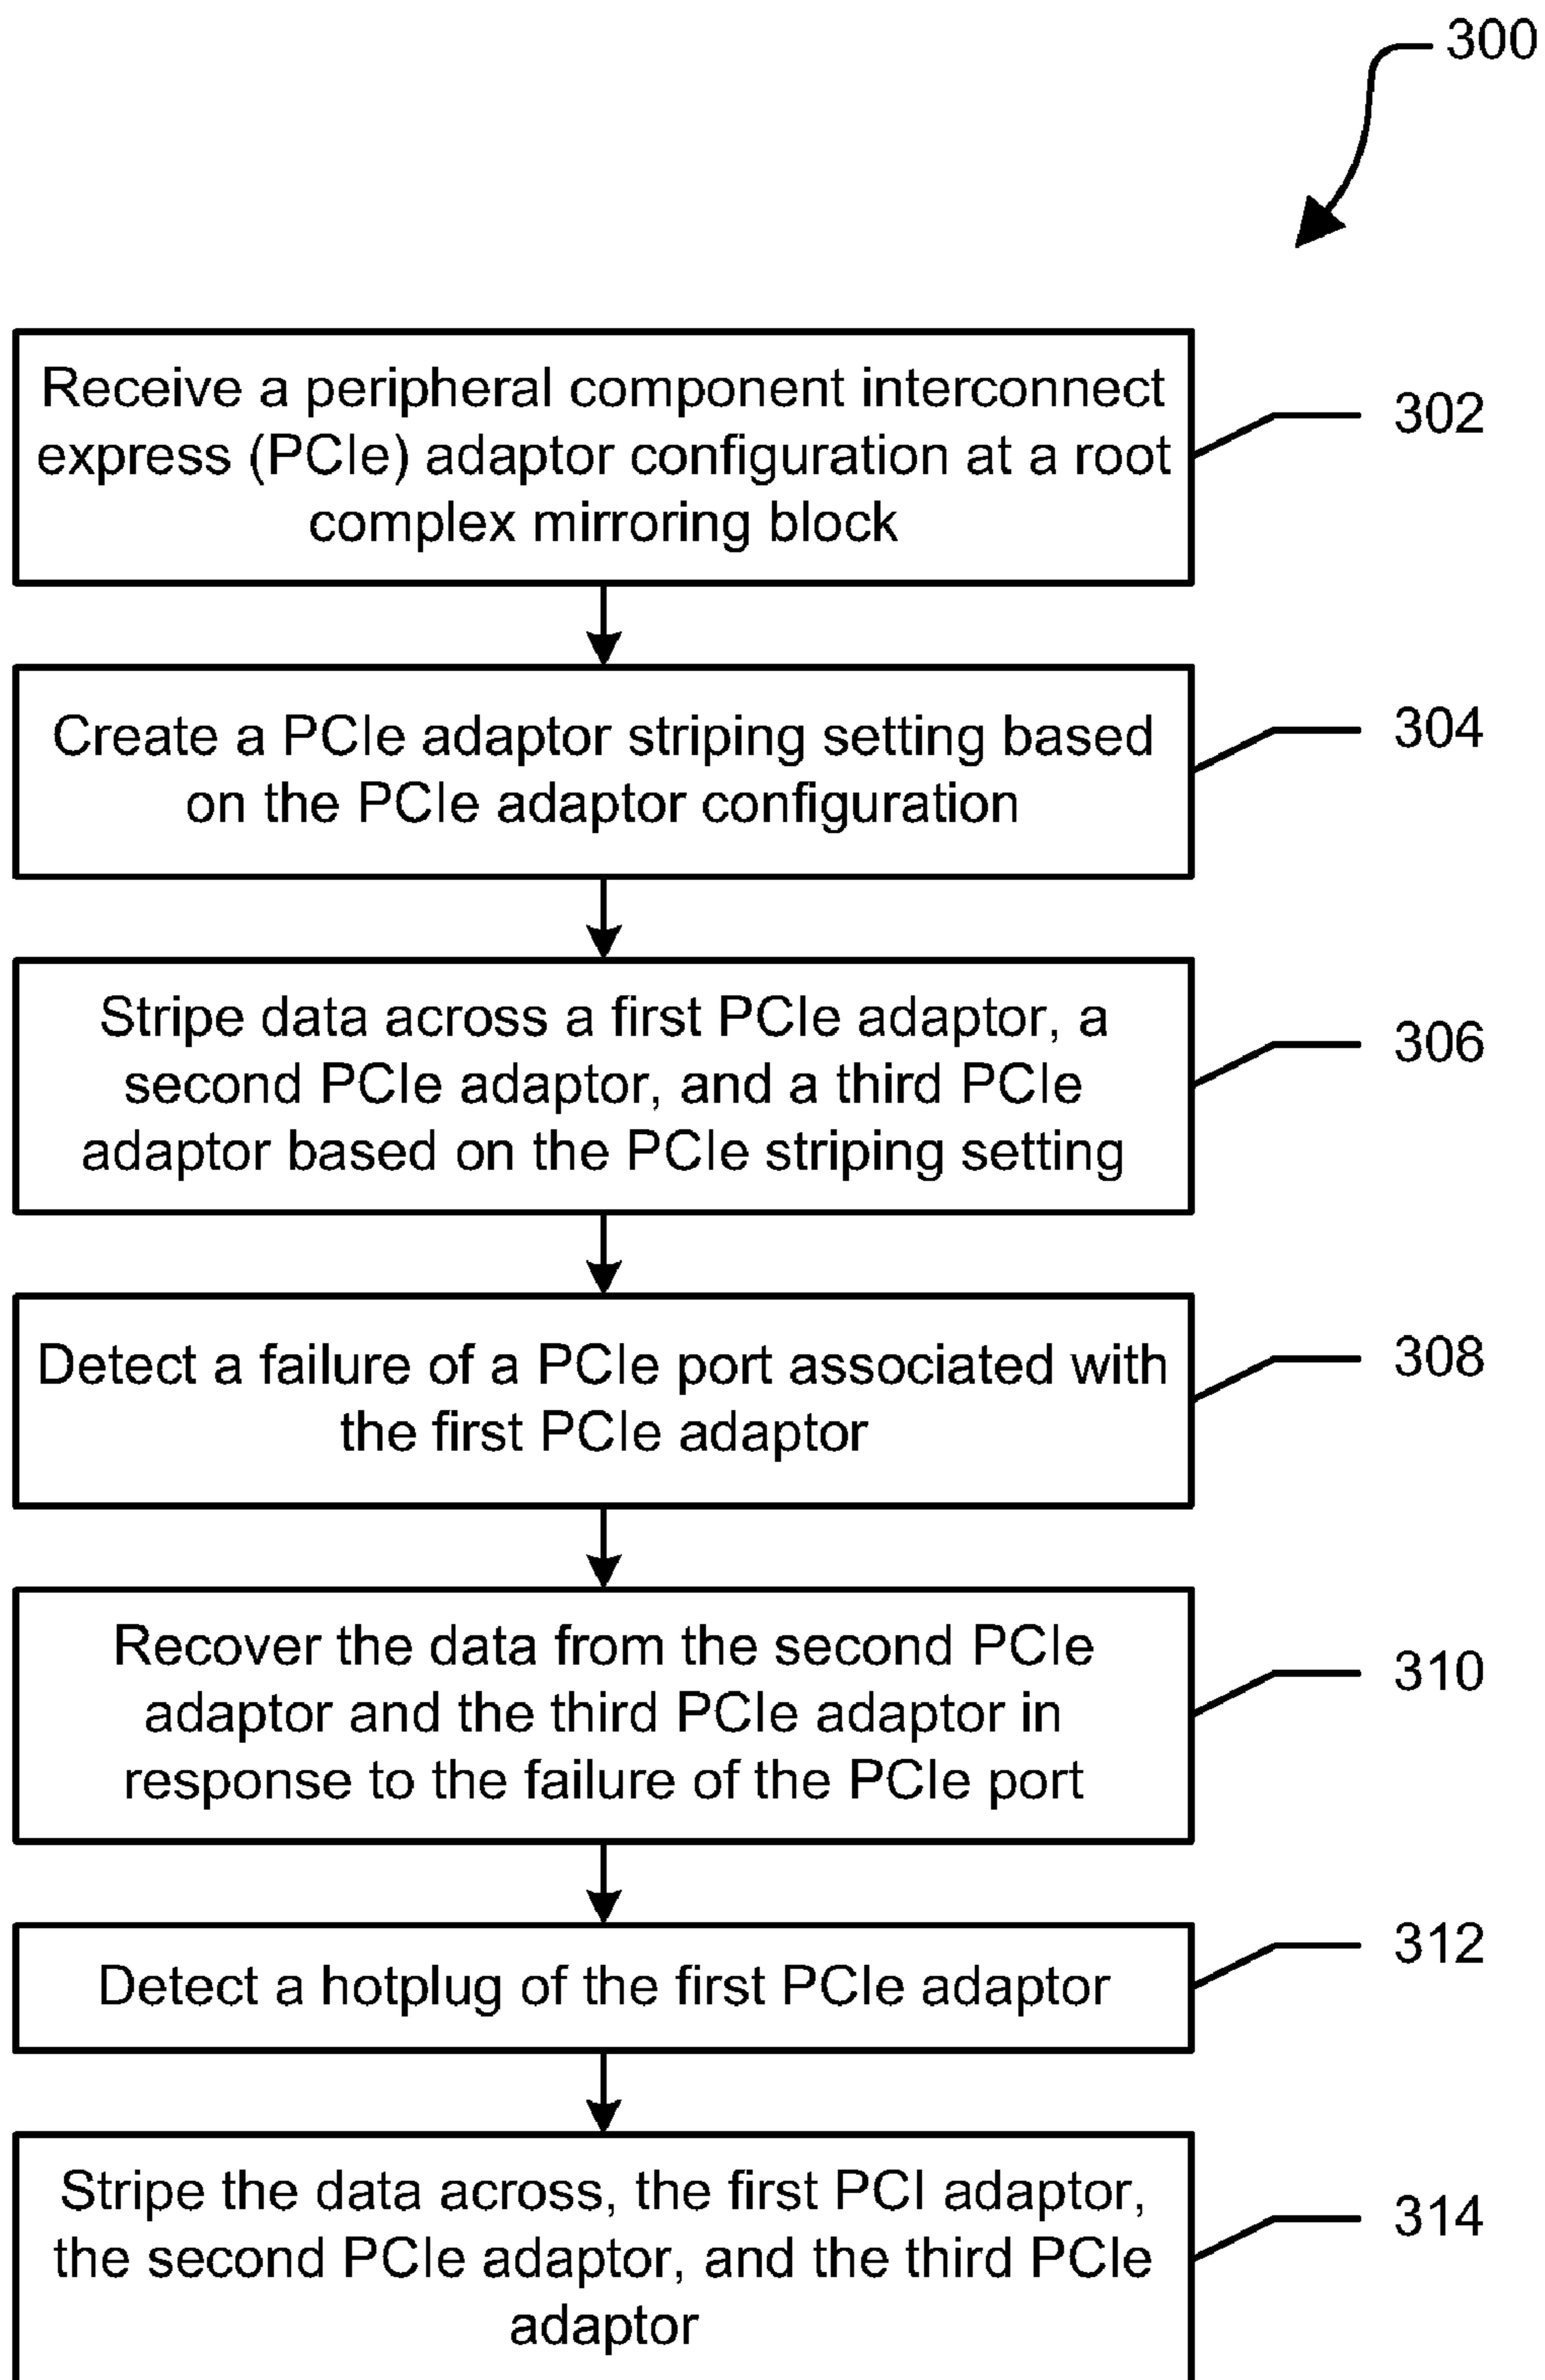 300
Receive a peripheral component interconnect
express (PCIe) adaptor configuration at a root
complex mirroring block
302
Create a PCIe adaptor striping setting based
on the PCIe adaptor configuration
304
Stripe data across a first PCIe adaptor, a
second PCIe adaptor, and a third PCIe
adaptor based on the PCIe striping setting
306
Detect a failure of a PCIe port associated with
the first PCIe adaptor
308
Recover the data from the second PCIe
adaptor and the third PCIe adaptor in
response to the failure of the PCIe port
310
Detect a hotplug of the first PCIe adaptor
312
Stripe the data across, the first PCI adaptor,
the second PCIe adaptor, and the third PCIe
adaptor
314